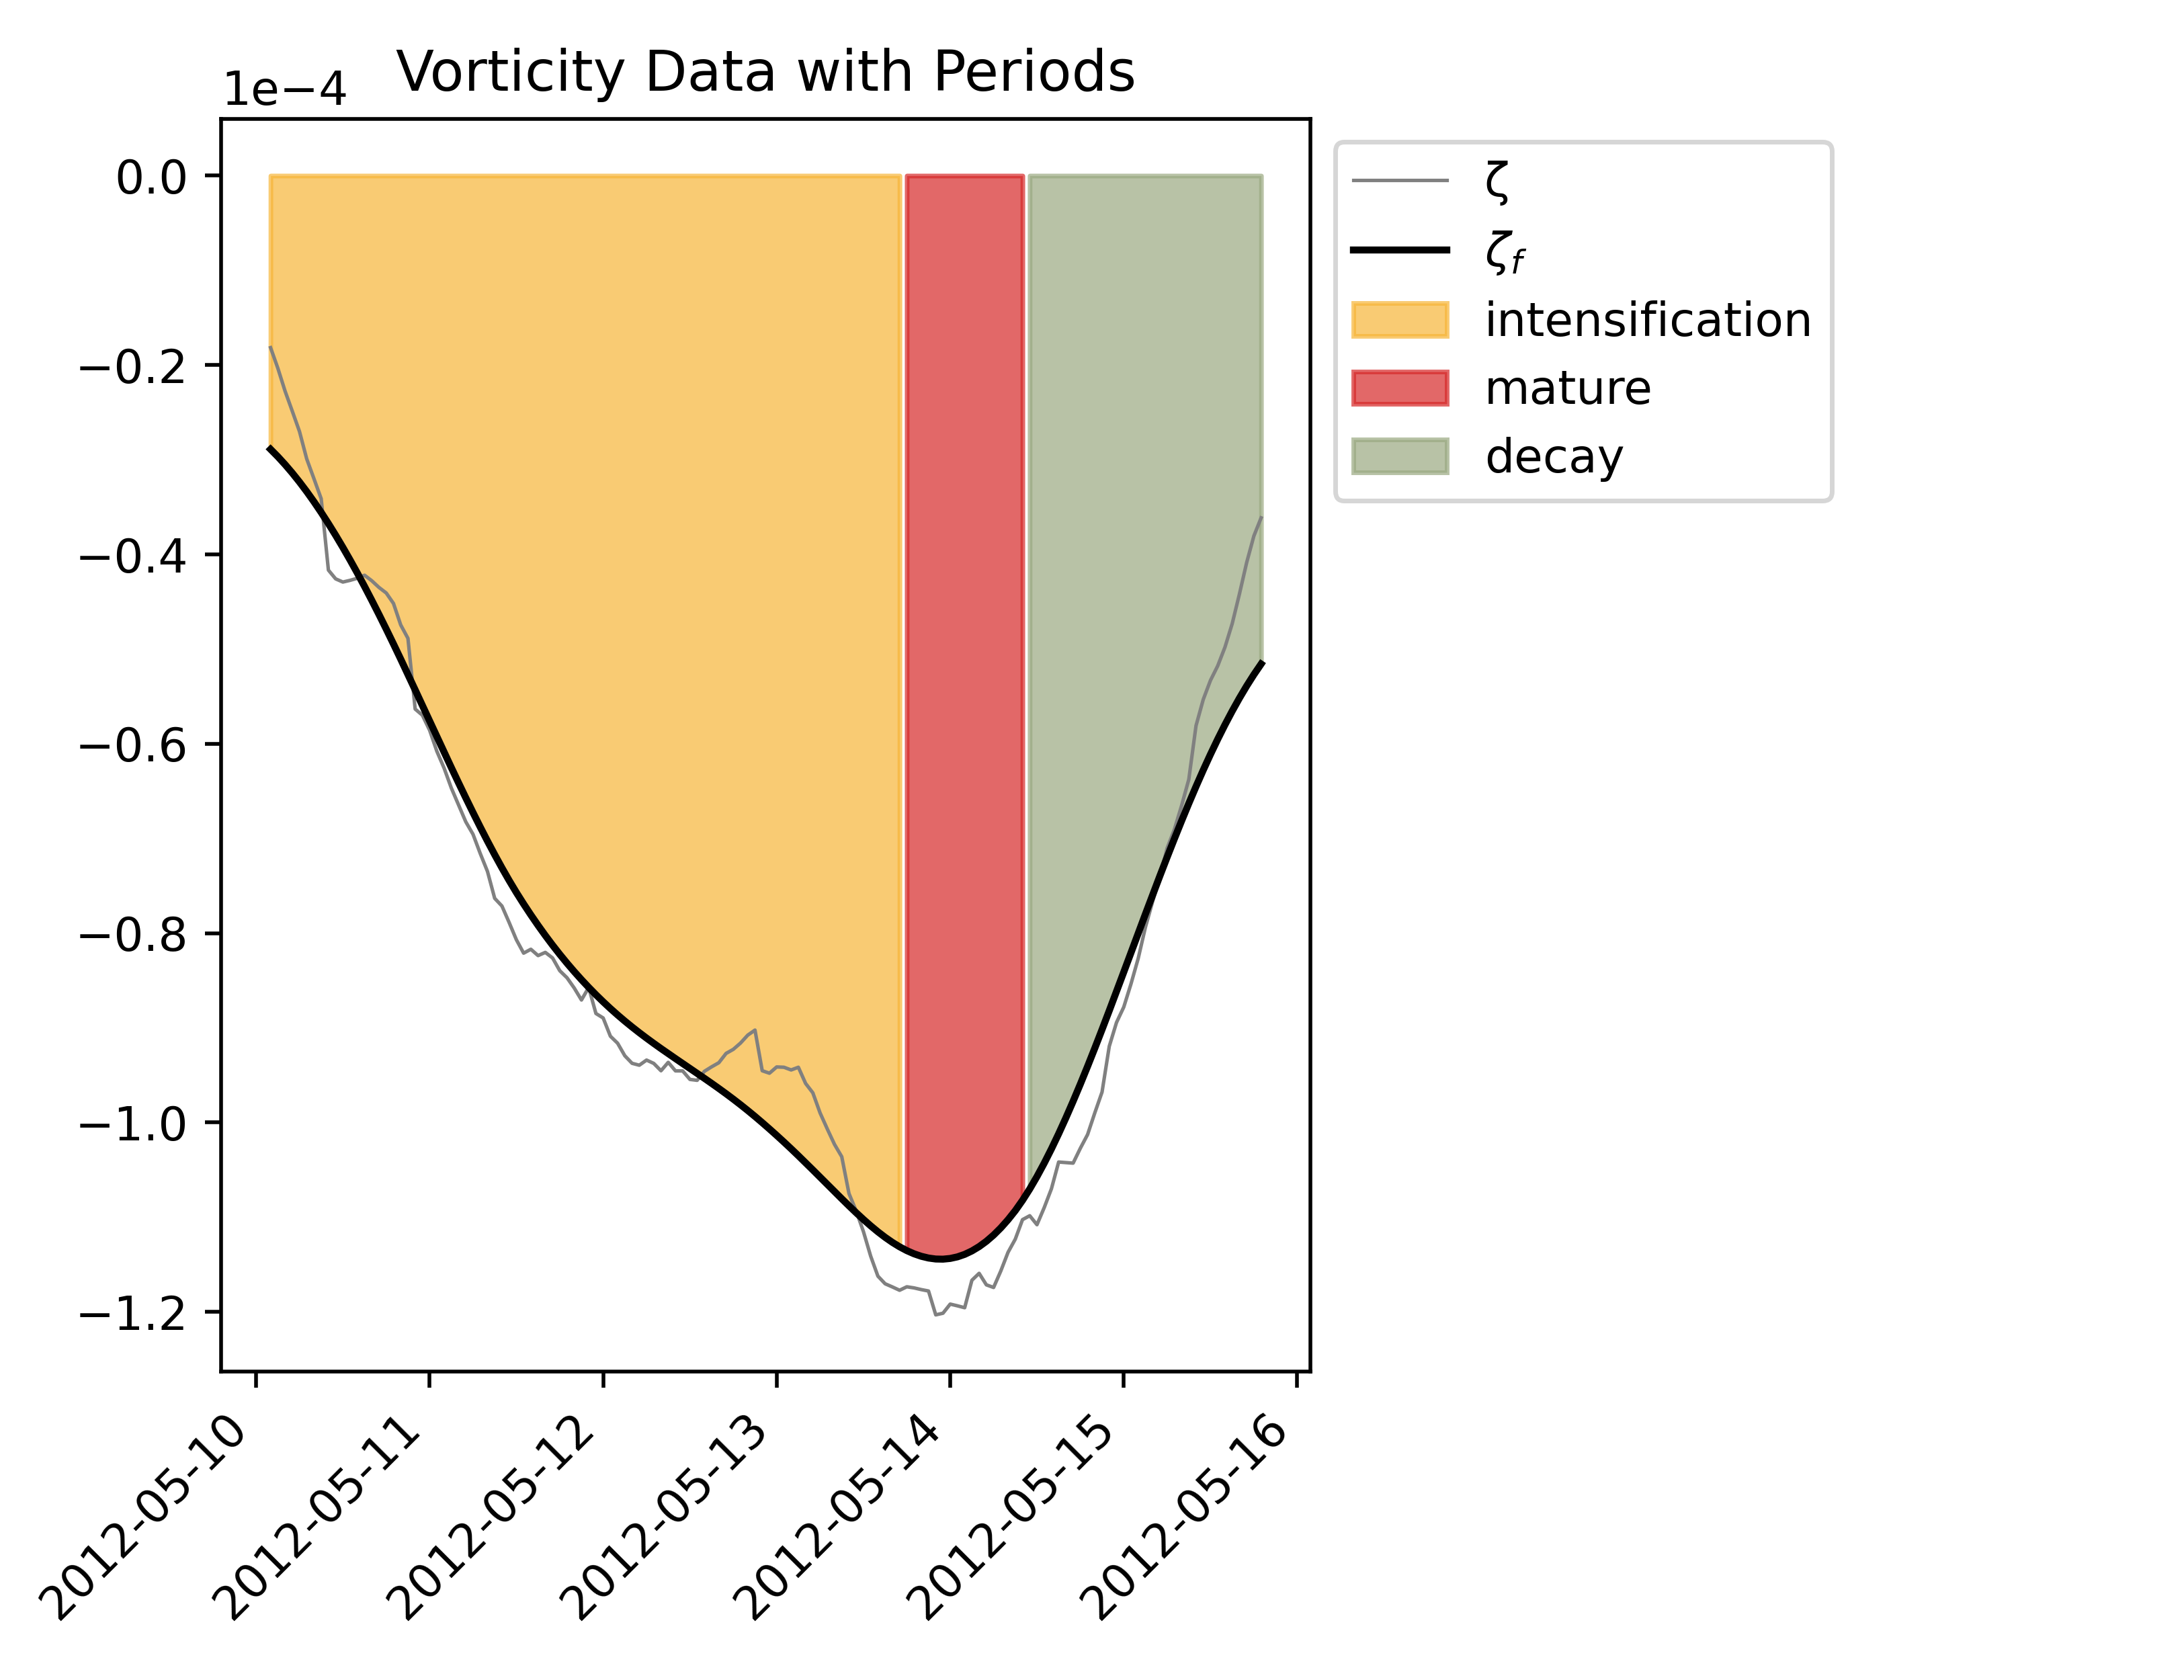 Vorticity Data with Periods
1e−4
0.0
−0.2
−0.4
−0.6
−0.8
−1.0
−1.2
2012-05-10
2012-05-11
2012-05-12
2012-05-13
2012-05-14
2012-05-15
2012-05-16
ζ
ζf
intensification
mature
decay